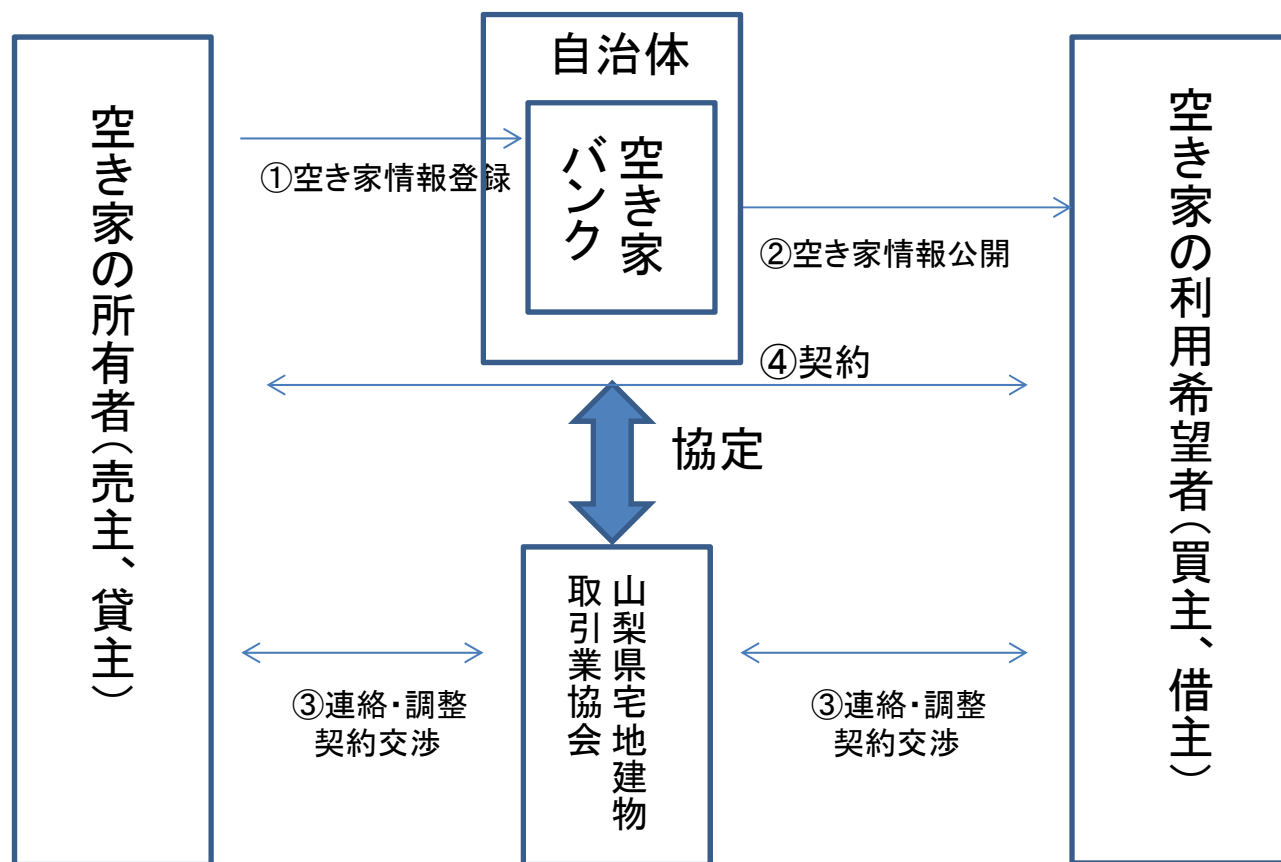 空き家の所有者（売主、貸主）
自治体
空き家
バンク
①空き家情報登録
②空き家情報公開
空き家の利用希望者（買主、借主）
④契約
協定
山梨県宅地建物
取引業協会
③連絡・調整
契約交渉
③連絡・調整
契約交渉